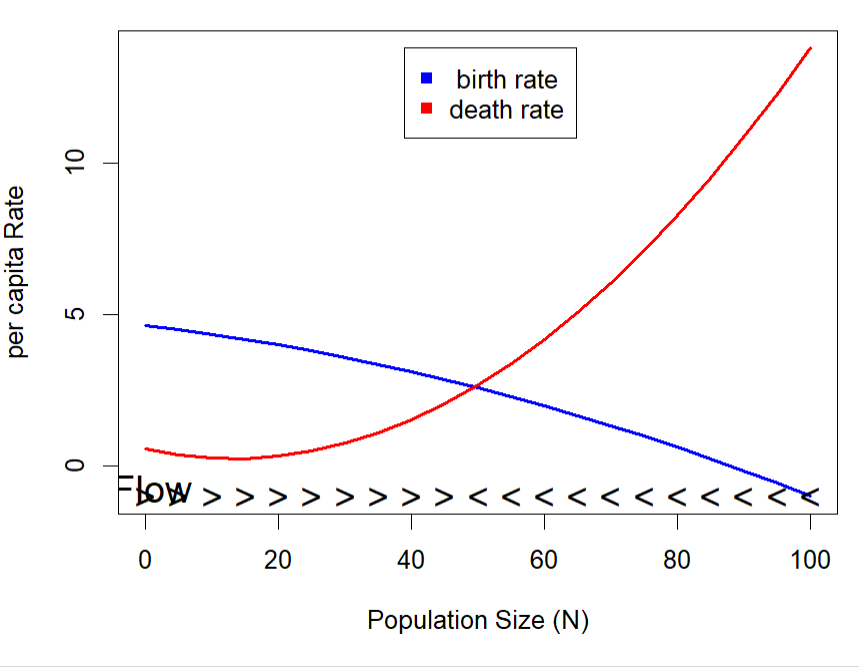 birth rate
death rate
per capita Rate
10
5
0
Flow > > > > > > > > > > < < < < < < < < < < <
0 20 40 60 80 100
Population Size (N)